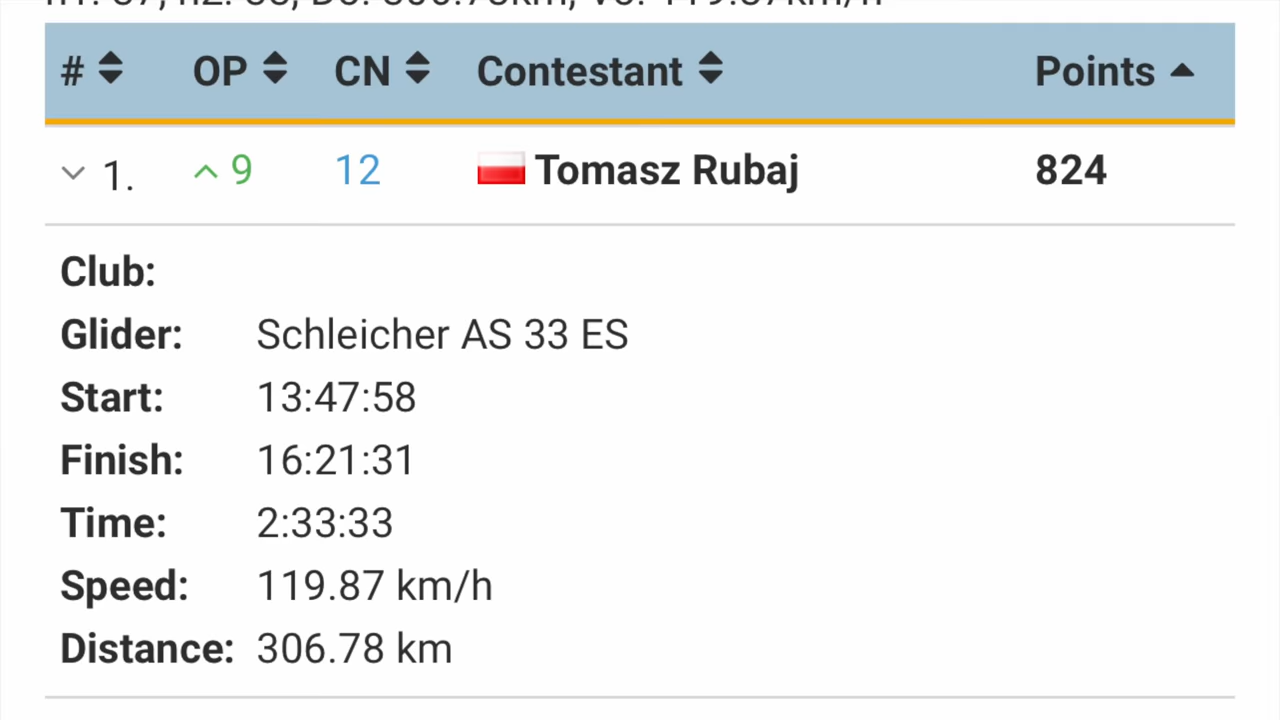 # OP CN Contestant Points
1. 9 12 Tomasz Rubaj 824
Club:
Glider: Schleicher AS 33 ES
Start: 13:47:58
Finish: 16:21:31
Time: 2:33:33
Speed: 119.87 km/h
Distance: 306.78 km